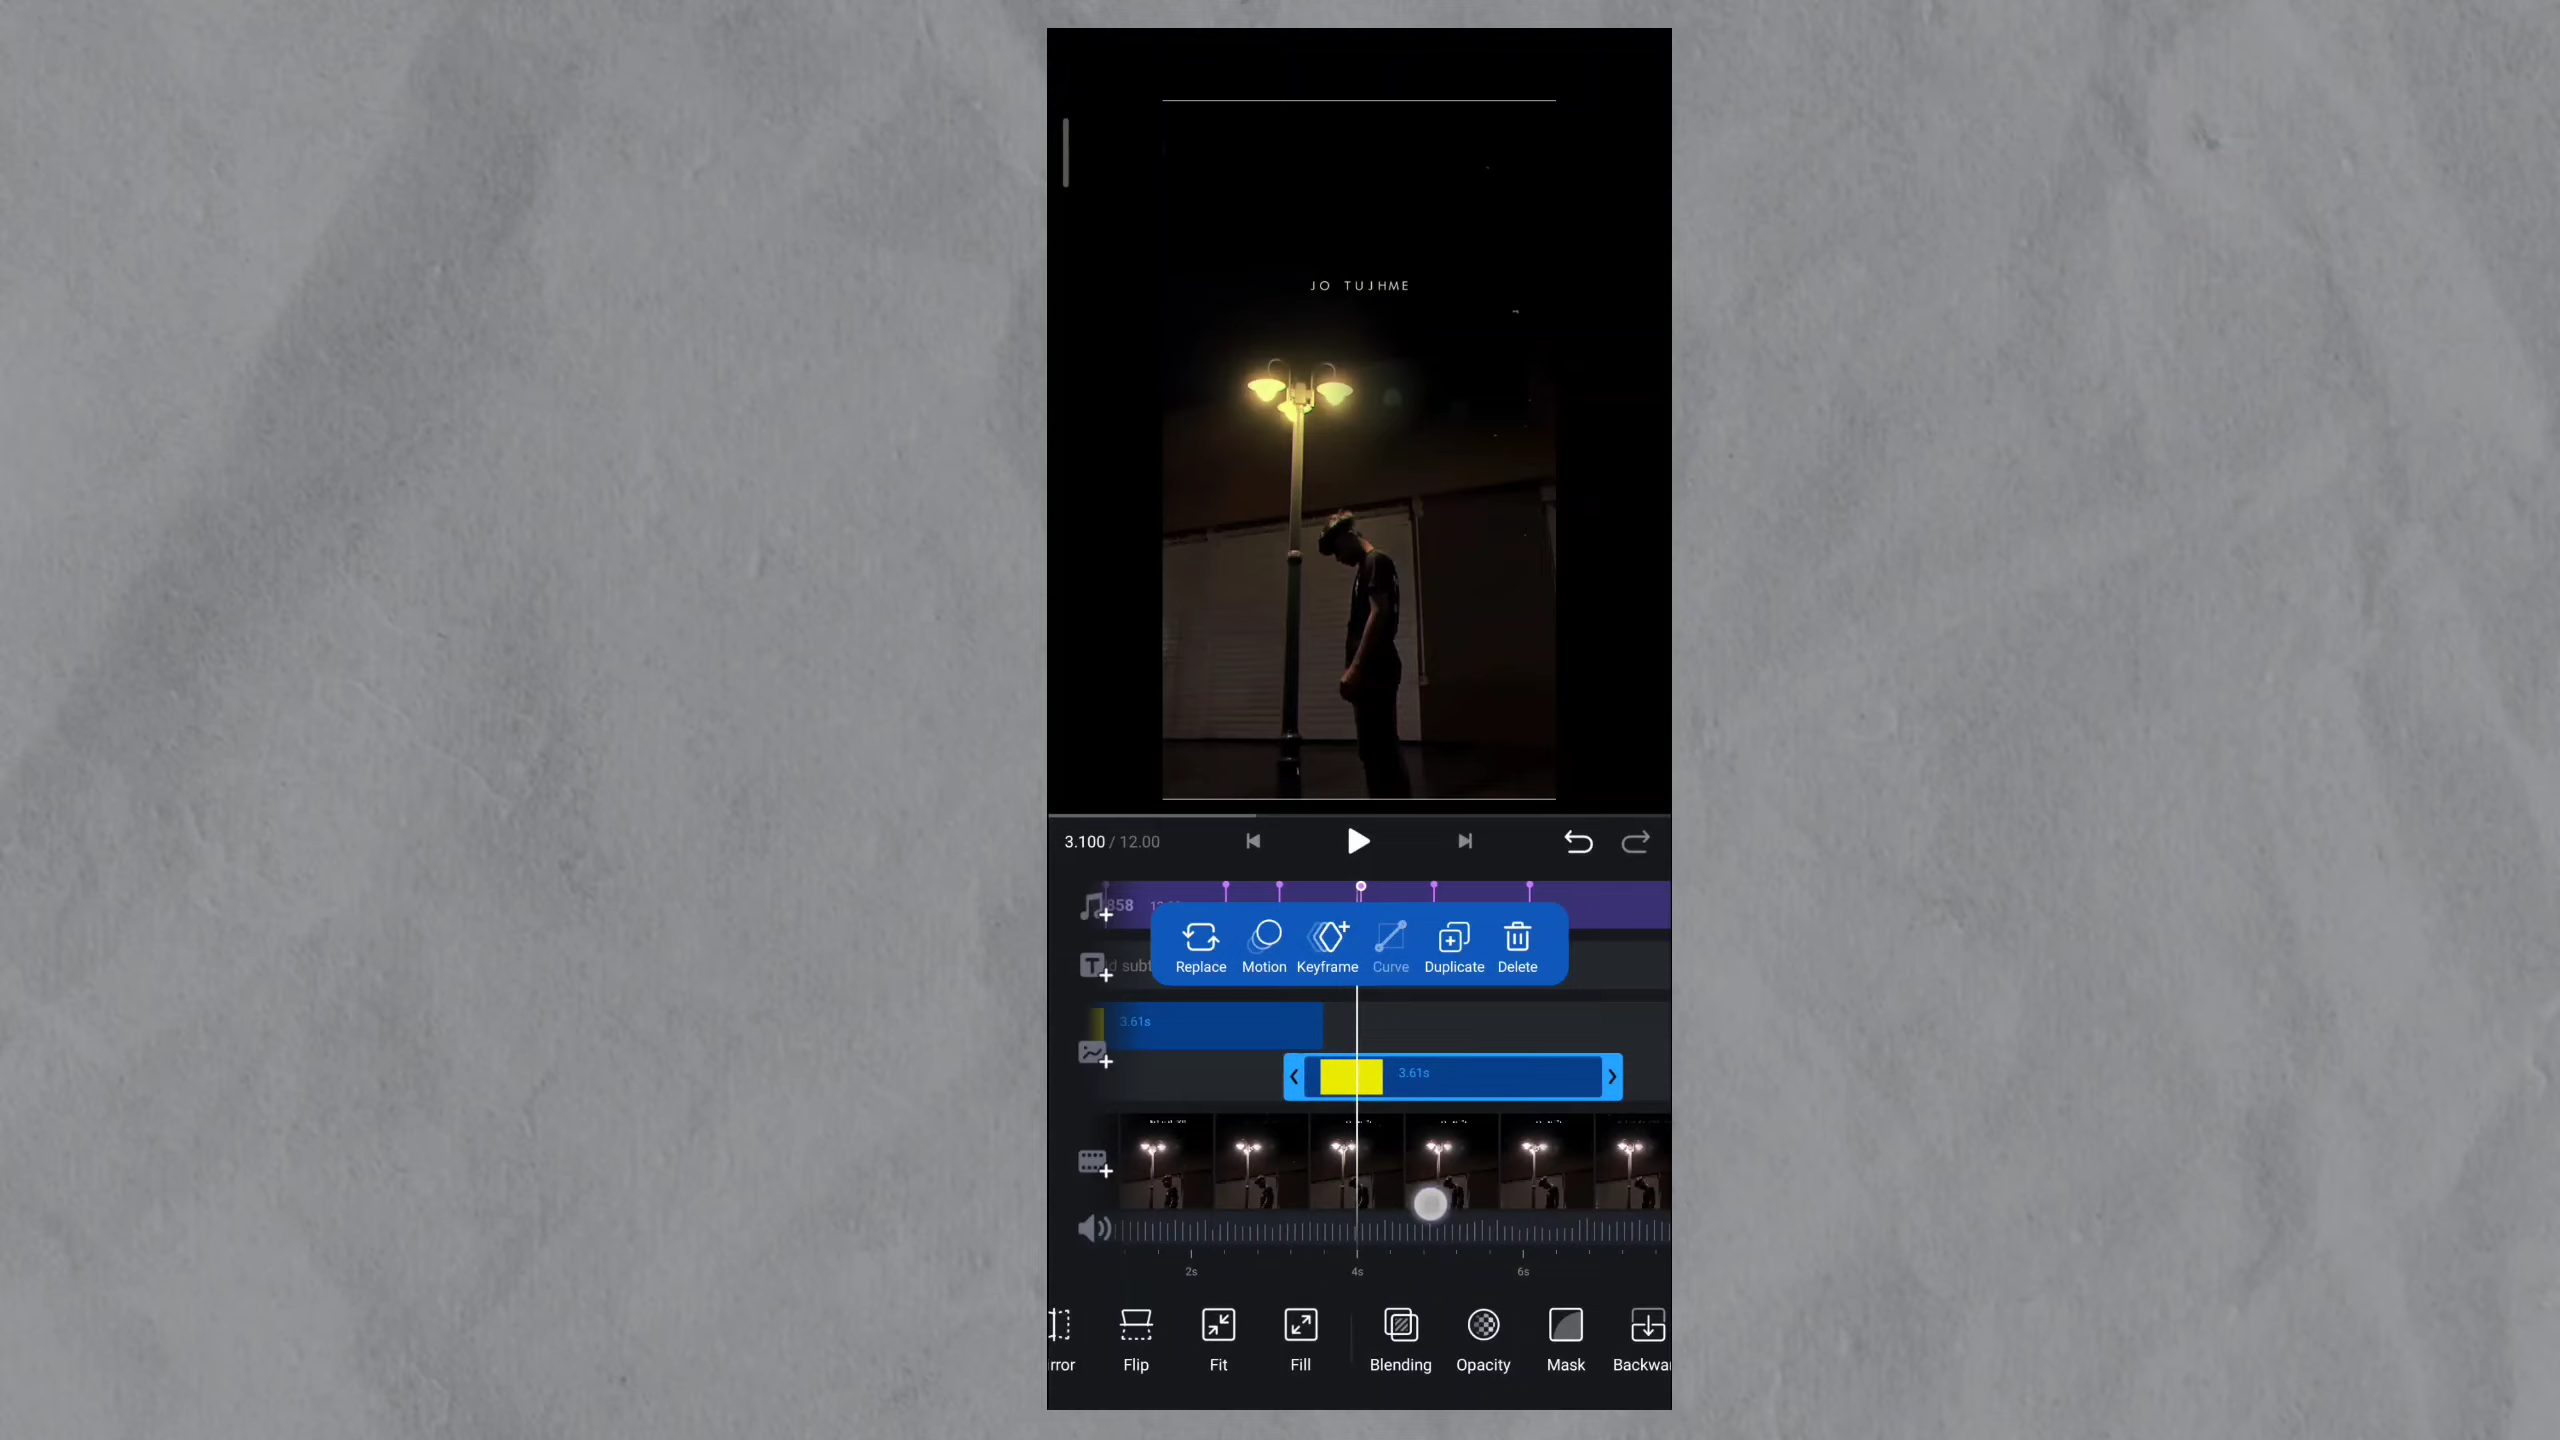 JO TUJHME
3.100 / 12.00
858
Replace Motion Keyframe Curve Duplicate Delete
d subt
3.61s
3.61s
2s 4s 6s
rror Flip Fit Fill Blending Opacity Mask Backwa